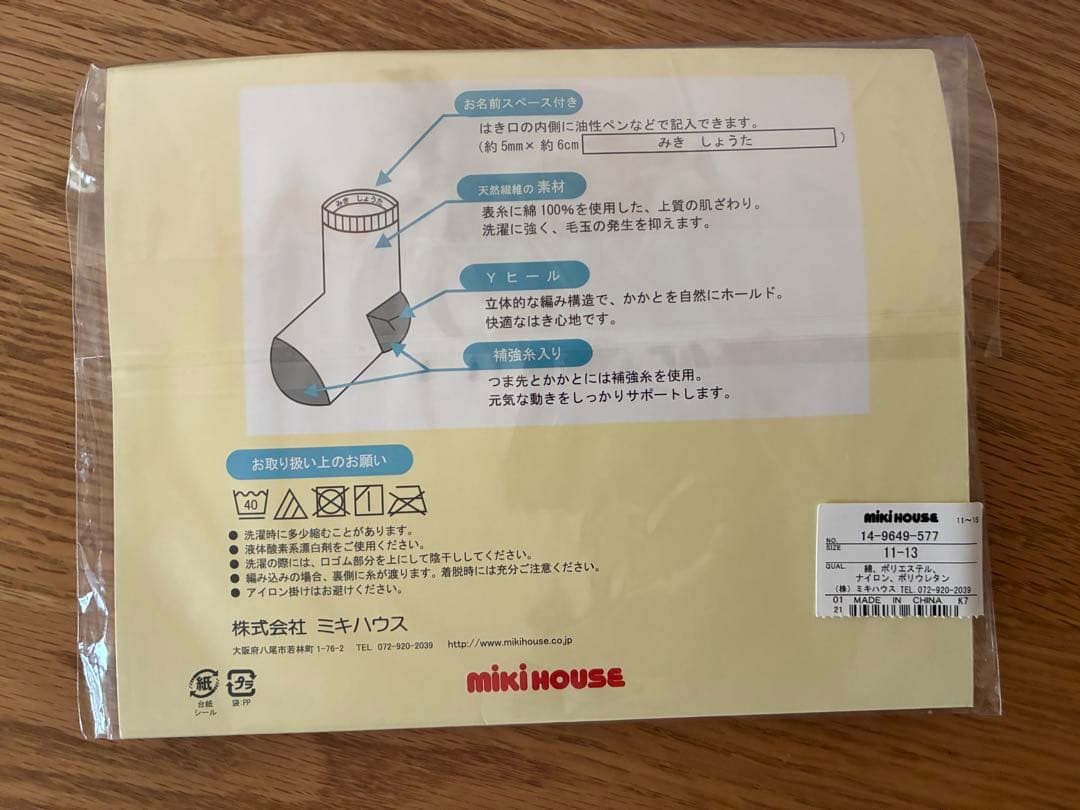 お名前スペース付き
はき口の内側に油性ペンなどで記入できます。
(約5mm×約6cm みき しょうた )
みき しょうた
天然繊維の 素材
表糸に綿100%を使用した、上質の肌ざわり。
洗濯に強く、毛玉の発生を抑えます。
Yヒール
立体的な編み構造で、かかとを自然にホールド。
快適なはき心地です。
補強糸入り
つま先とかかとには補強糸を使用。
元気な動きをしっかりサポートします。
お取り扱い上のお願い
40
● 洗濯時に多少縮むことがあります。
● 液体酸素系漂白剤をご使用ください。
● 洗濯の際には、口ゴム部分を上にして陰干ししてください。
● 編み込みの場合、裏側に糸が渡ります。着脱時には充分ご注意ください。
● アイロン掛けはお避けください。
株式会社 ミキハウス
大阪府八尾市若林町1-76-2 TEL 072-920-2039 http://www.mikihouse.co.jp
miki HOUSE
紙
台紙
シール
プラ
袋:PP
miki HOUSE 11~15
NO. 14-9649-577
SIZE 11-13
QUAL. 綿、ポリエステル、
ナイロン、ポリウレタン
(株)ミキハウス TEL.072-920-2039
01 MADE IN CHINA K7
21